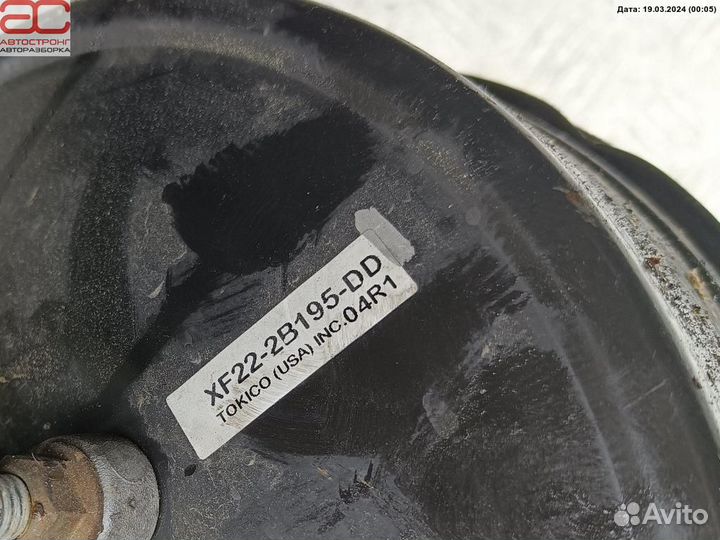 АС
АВТОСТРОНГ
АВТОРАЗБОРКА
Дата: 19.03.2024 (00:05)
XF22-2B195-DD
TOKICO (USA) INC.04R1
Avito